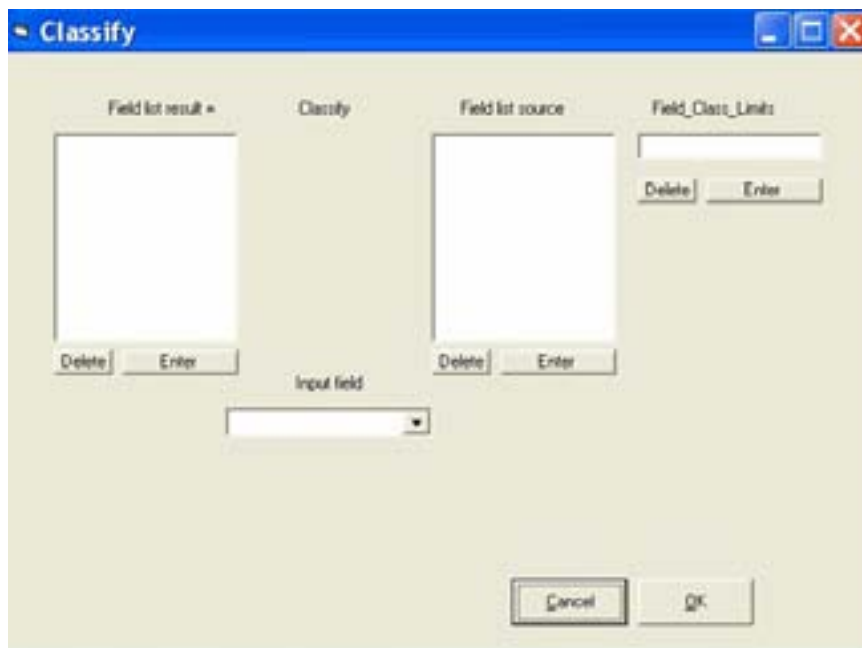 Classify
Field list result = Classify Field list source Field_Class_Limits
Delete Enter
Delete Enter Delete Enter
Input field
Cancel OK